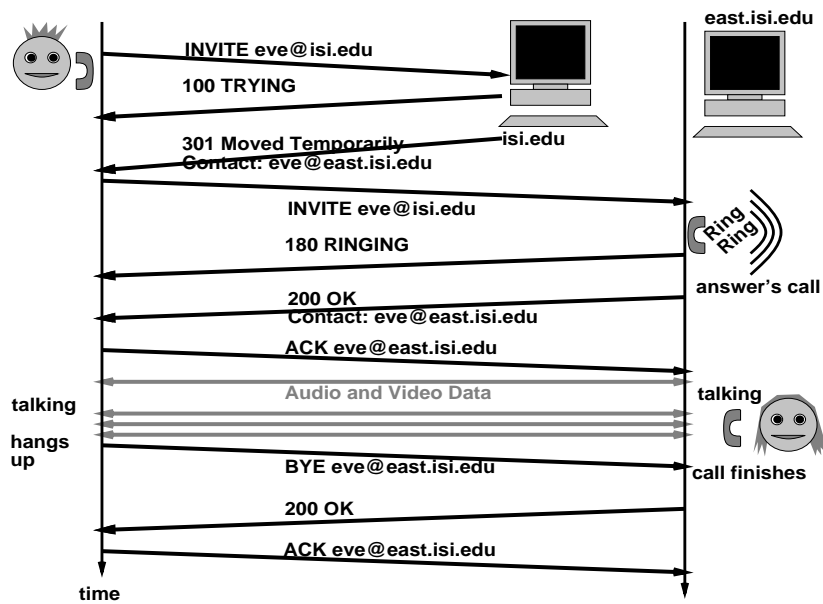 east.isi.edu
INVITE eve@isi.edu
100 TRYING
isi.edu
301 Moved Temporarily
Contact: eve@east.isi.edu
INVITE eve@isi.edu
Ring
Ring
180 RINGING
answer's call
200 OK
Contact: eve@east.isi.edu
ACK eve@east.isi.edu
Audio and Video Data
talking
talking
hangs
up
BYE eve@east.isi.edu
call finishes
200 OK
ACK eve@east.isi.edu
time